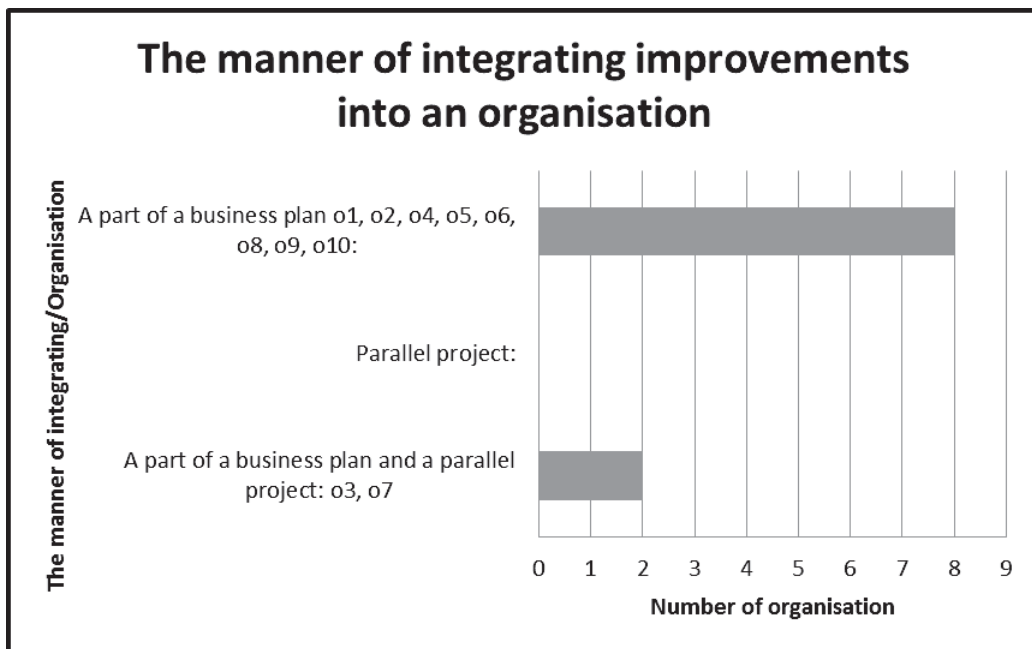 The manner of integrating improvements
into an organisation
The manner of integrating/Organisation
A part of a business plan o1, o2, o4, o5, o6,
o8, o9, o10:
Parallel project:
A part of a business plan and a parallel
project: o3, o7
0 1 2 3 4 5 6 7 8 9
Number of organisation